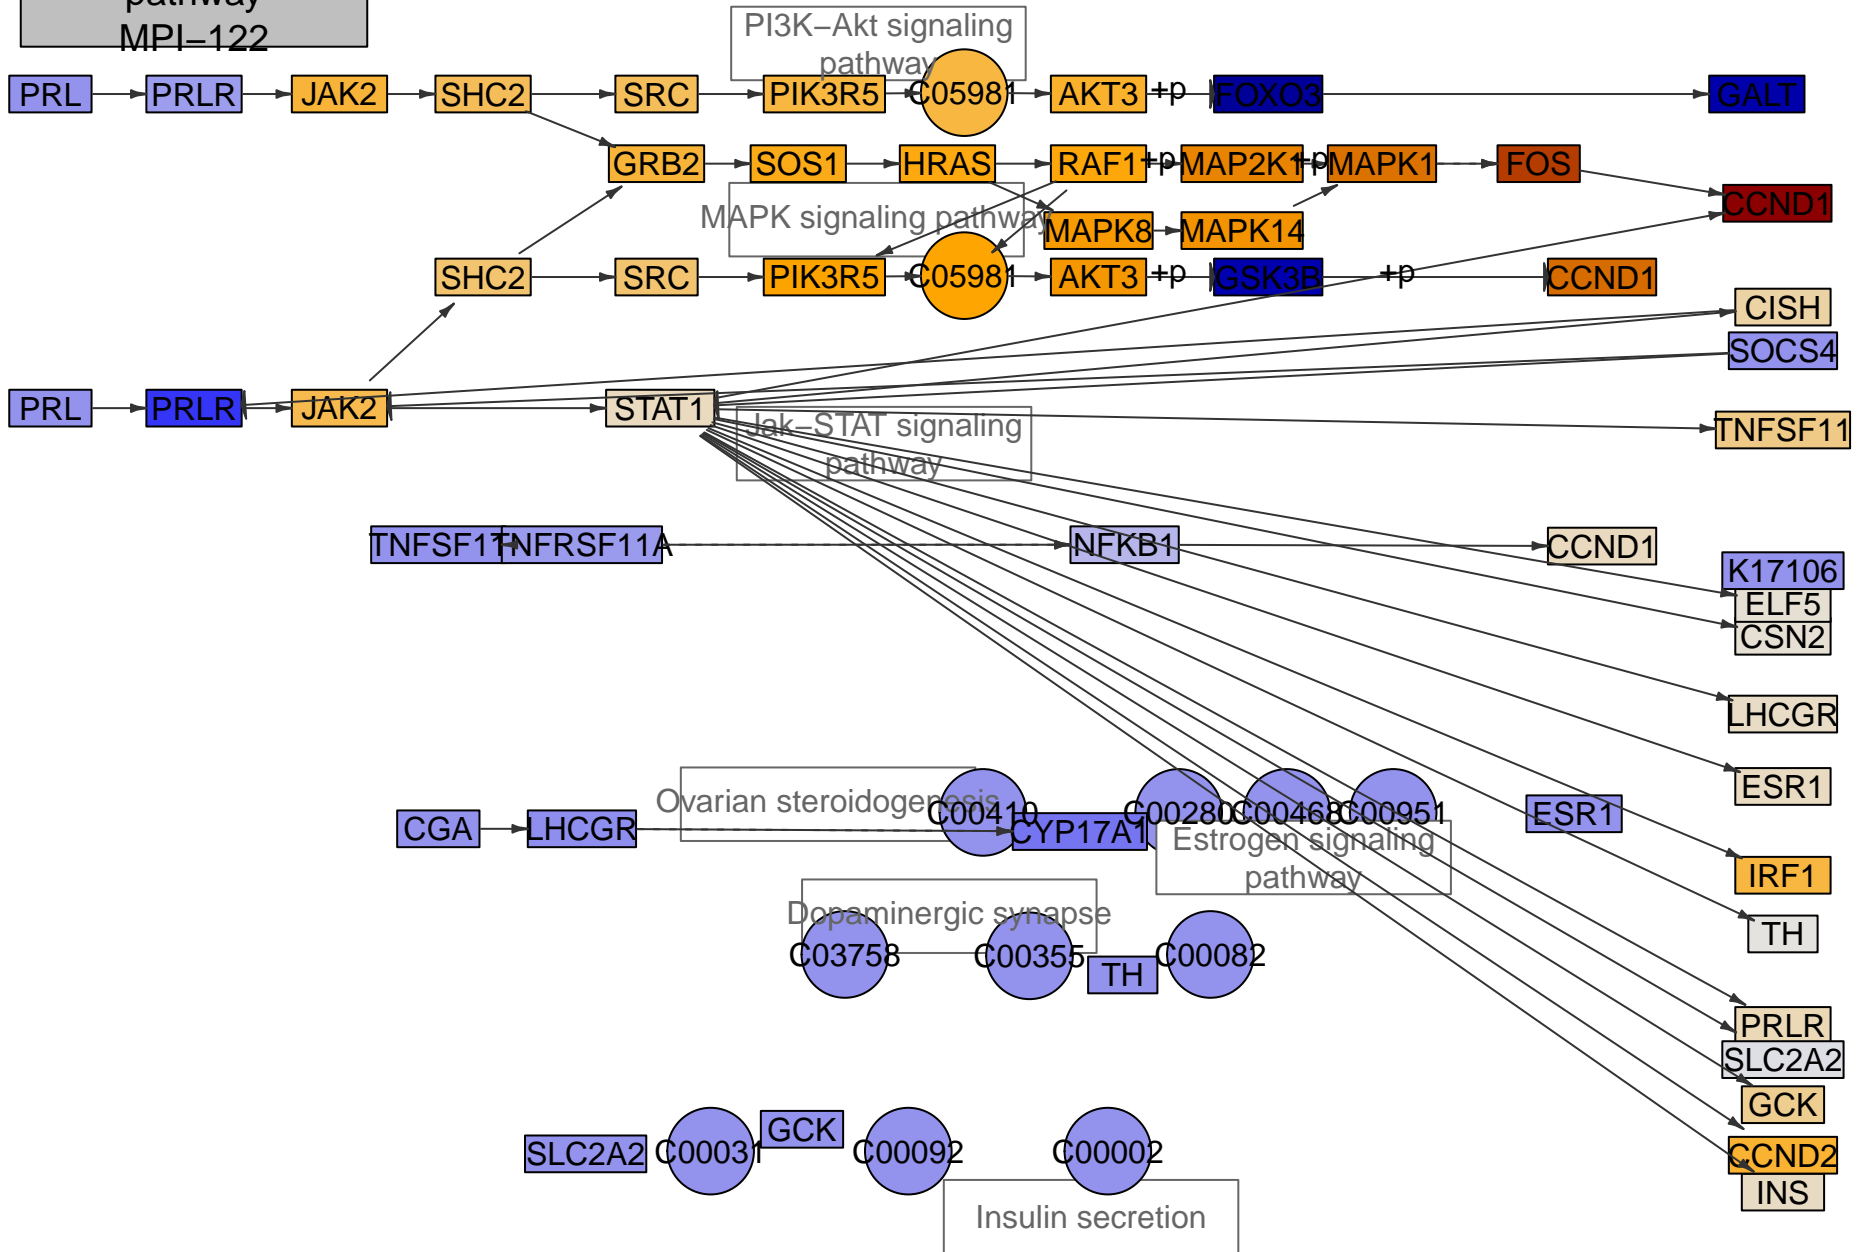 pathway
MPI–122
PI3K–Akt signaling
pathway
PRL
PRLR
JAK2
SHC2
SRC
PIK3R5
C05981
AKT3
+p
FOXO3
GALT
GRB2
SOS1
HRAS
RAF1
+p
MAP2K1
+p
MAPK1
FOS
CCND1
MAPK signaling pathway
MAPK8
MAPK14
SHC2
SRC
PIK3R5
C05981
AKT3
+p
GSK3B
+p
CCND1
CISH
SOCS4
PRL
PRLR
JAK2
STAT1
Jak–STAT signaling
pathway
TNFSF11
TNFSF11
TNFRSF11A
NFKB1
CCND1
K17106
ELF5
CSN2
LHCGR
ESR1
Ovarian steroidogenesis
C00410
C00280
C00468
C00951
ESR1
CGA
LHCGR
CYP17A1
Estrogen signaling
pathway
IRF1
Dopaminergic synapse
TH
C03758
C00355
TH
C00082
PRLR
SLC2A2
GCK
SLC2A2
C00031
GCK
C00092
C00002
CCND2
INS
Insulin secretion